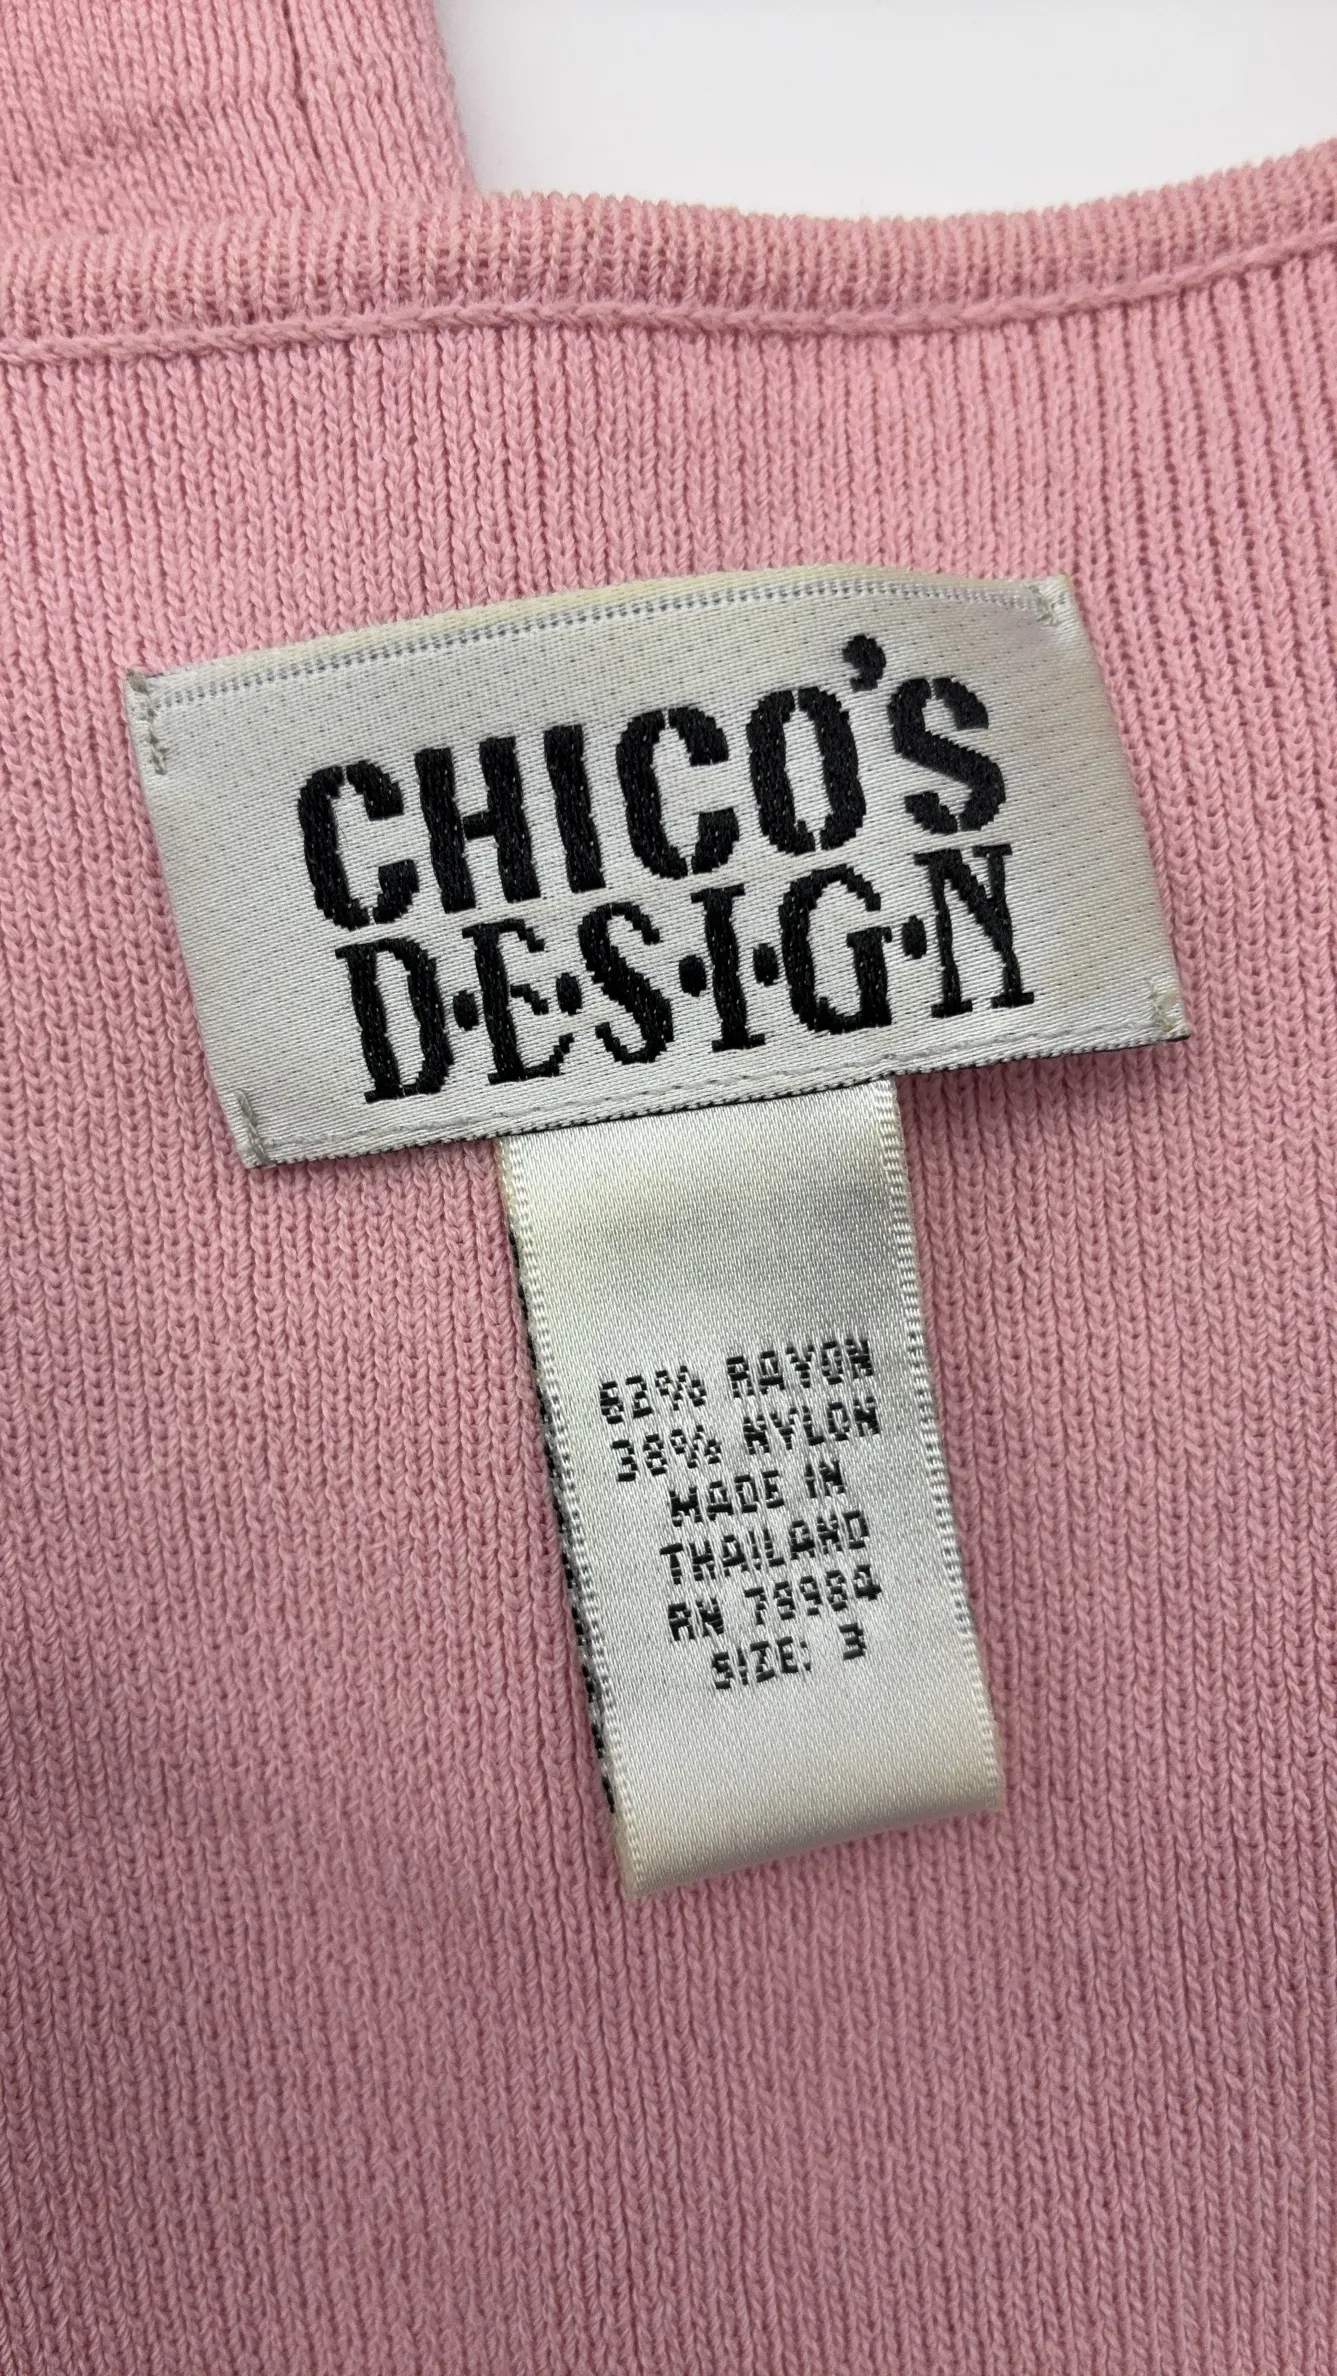 CHICO'S
D·E·S·I·G·N
62% RAYON
38% NYLON
MADE IN
THAILAND
RN 79984
SIZE: 3